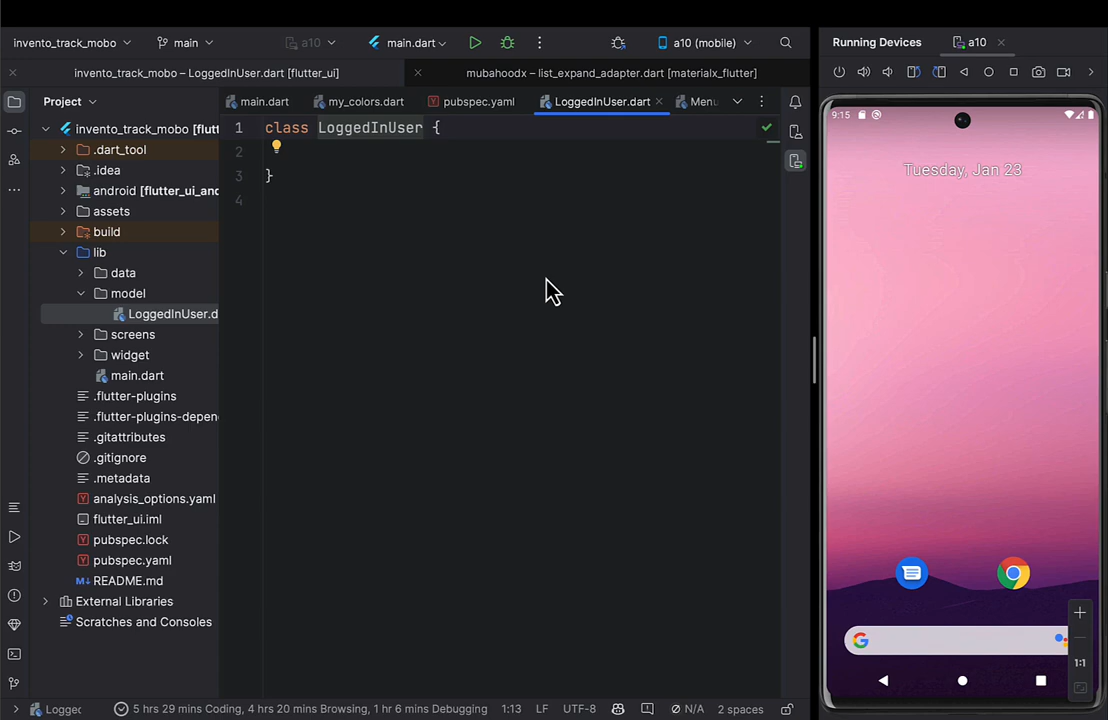 invento_track_mobo
main
a10
main.dart
a10 (mobile)
Running Devices
a10
invento_track_mobo – LoggedInUser.dart [flutter_ui]
mubahoodx – list_expand_adapter.dart [materialx_flutter]
Project
main.dart
my_colors.dart
pubspec.yaml
LoggedInUser.dart
Menu
invento_track_mobo [flutt
.dart_tool
.idea
android [flutter_ui_and
assets
build
lib
data
model
LoggedInUser.d
screens
widget
main.dart
.flutter-plugins
.flutter-plugins-depen
.gitattributes
.gitignore
.metadata
analysis_options.yaml
flutter_ui.iml
pubspec.lock
pubspec.yaml
README.md
External Libraries
Scratches and Consoles
1 class LoggedInUser {
2
3 }
4
9:15
Tuesday, Jan 23
1:1
Logged
5 hrs 29 mins Coding, 4 hrs 20 mins Browsing, 1 hr 6 mins Debugging
1:13
LF
UTF-8
N/A
2 spaces